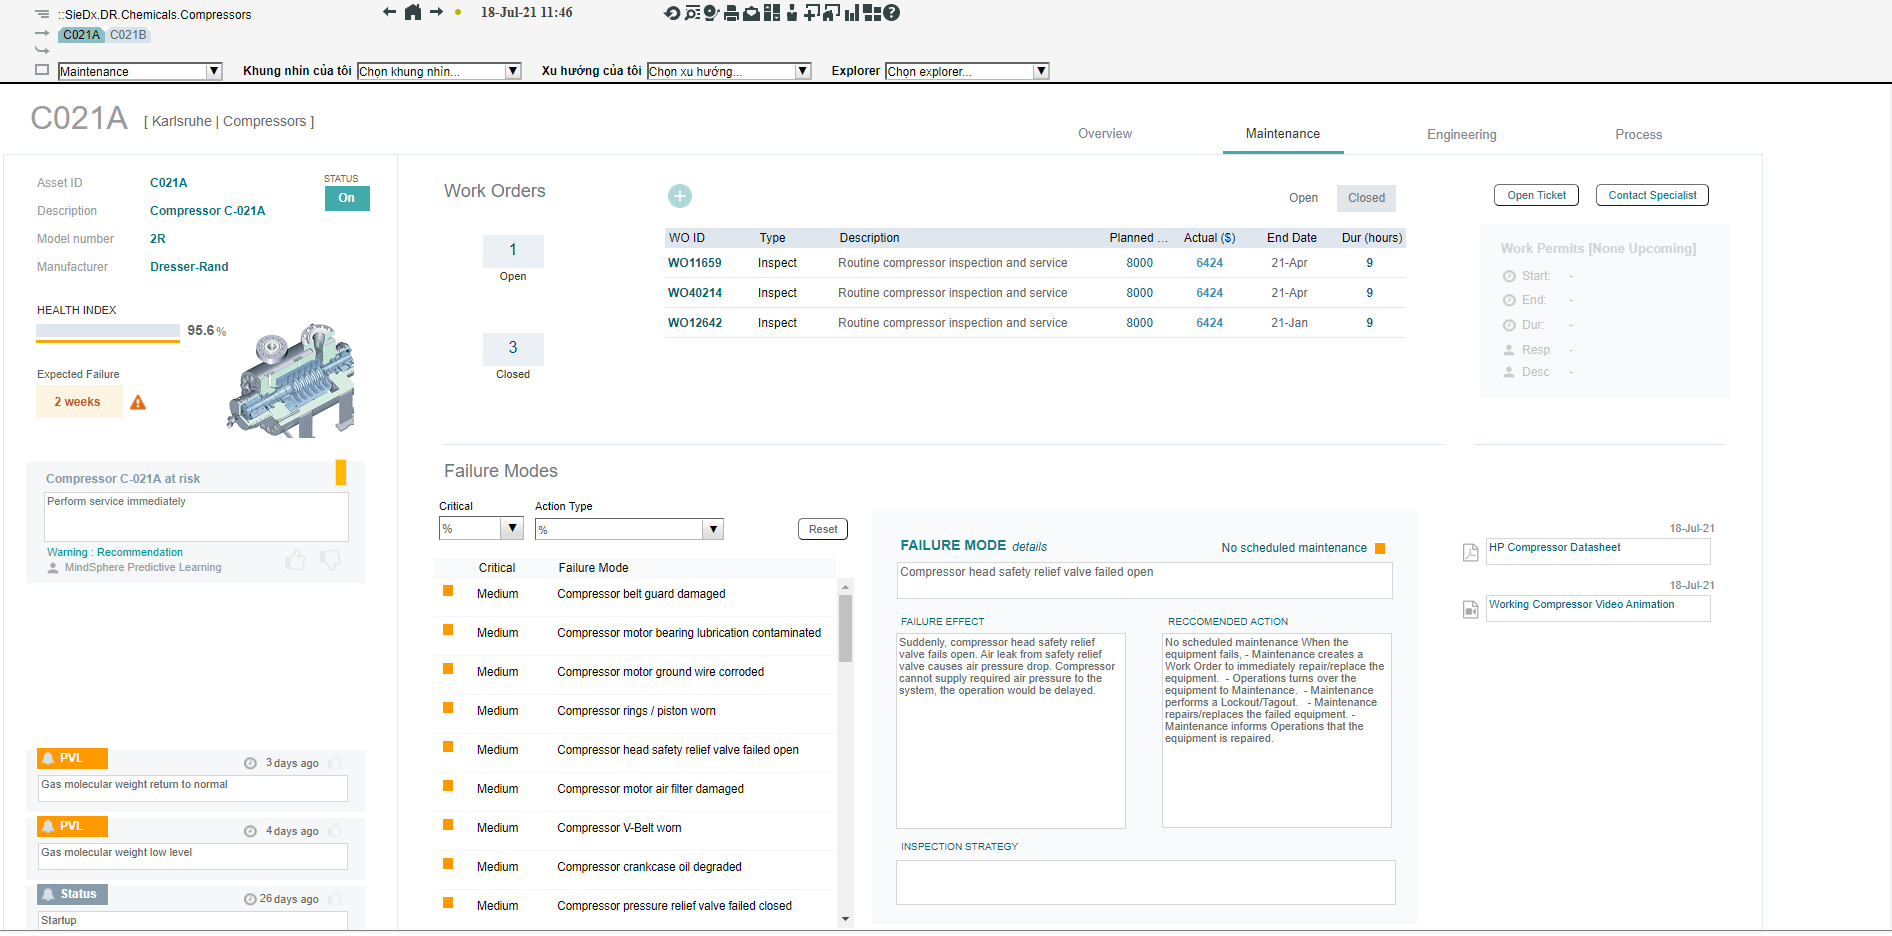 ::SieDx.DR.Chemicals.Compressors
18-Jul-21 11:46
C021A C021B
Maintenance Khung nhìn của tôi Chọn khung nhìn... Xu hướng của tôi Chọn xu hướng... Explorer Chọn explorer...
C021A [ Karlsruhe | Compressors ]
Overview Maintenance Engineering Process
Asset ID C021A
Description Compressor C-021A
Model number 2R
Manufacturer Dresser-Rand
STATUS
On
HEALTH INDEX
95.6 %
Expected Failure
2 weeks
Compressor C-021A at risk
Perform service immediately
Warning : Recommendation
MindSphere Predictive Learning
PVL 3 days ago
Gas molecular weight return to normal
PVL 4 days ago
Gas molecular weight low level
Status 26 days ago
Startup
Work Orders
1
Open
3
Closed
Open Closed
WO ID Type Description Planned ... Actual ($) End Date Dur (hours)
WO11659 Inspect Routine compressor inspection and service 8000 6424 21-Apr 9
WO40214 Inspect Routine compressor inspection and service 8000 6424 21-Apr 9
WO12642 Inspect Routine compressor inspection and service 8000 6424 21-Jan 9
Open Ticket Contact Specialist
Work Permits [None Upcoming]
Start: -
End: -
Dur: -
Resp -
Desc -
Failure Modes
Critical Action Type
% % Reset
Critical Failure Mode
Medium Compressor belt guard damaged
Medium Compressor motor bearing lubrication contaminated
Medium Compressor motor ground wire corroded
Medium Compressor rings / piston worn
Medium Compressor head safety relief valve failed open
Medium Compressor motor air filter damaged
Medium Compressor V-Belt worn
Medium Compressor crankcase oil degraded
Medium Compressor pressure relief valve failed closed
FAILURE MODE details No scheduled maintenance
Compressor head safety relief valve failed open
FAILURE EFFECT
Suddenly, compressor head safety relief
valve fails open. Air leak from safety relief
valve causes air pressure drop. Compressor
cannot supply required air pressure to the
system, the operation would be delayed.
RECCOMENDED ACTION
No scheduled maintenance When the
equipment fails, - Maintenance creates a
Work Order to immediately repair/replace the
equipment. - Operations turns over the
equipment to Maintenance. - Maintenance
performs a Lockout/Tagout. - Maintenance
repairs/replaces the failed equipment. -
Maintenance informs Operations that the
equipment is repaired.
INSPECTION STRATEGY
18-Jul-21
HP Compressor Datasheet
18-Jul-21
Working Compressor Video Animation